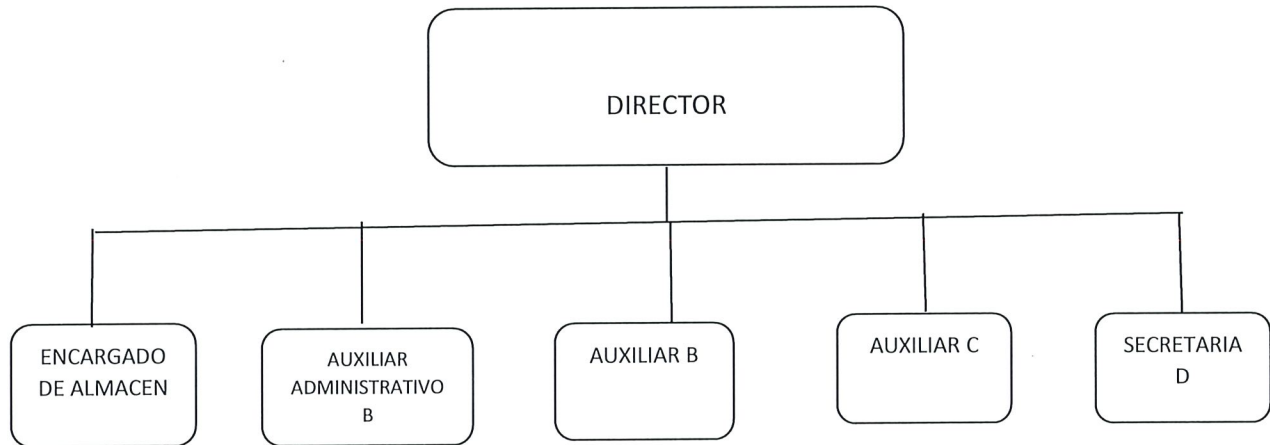 DIRECTOR
ENCARGADO
DE ALMACEN
AUXILIAR
ADMINISTRATIVO
B
AUXILIAR B
AUXILIAR C
SECRETARIA
D